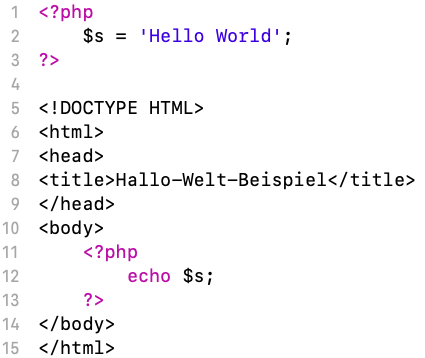 1 <?php
2     $s = 'Hello World';
3 ?>
4
5 <!DOCTYPE HTML>
6 <html>
7 <head>
8 <title>Hallo-Welt-Beispiel</title>
9 </head>
10 <body>
11     <?php
12         echo $s;
13     ?>
14 </body>
15 </html>